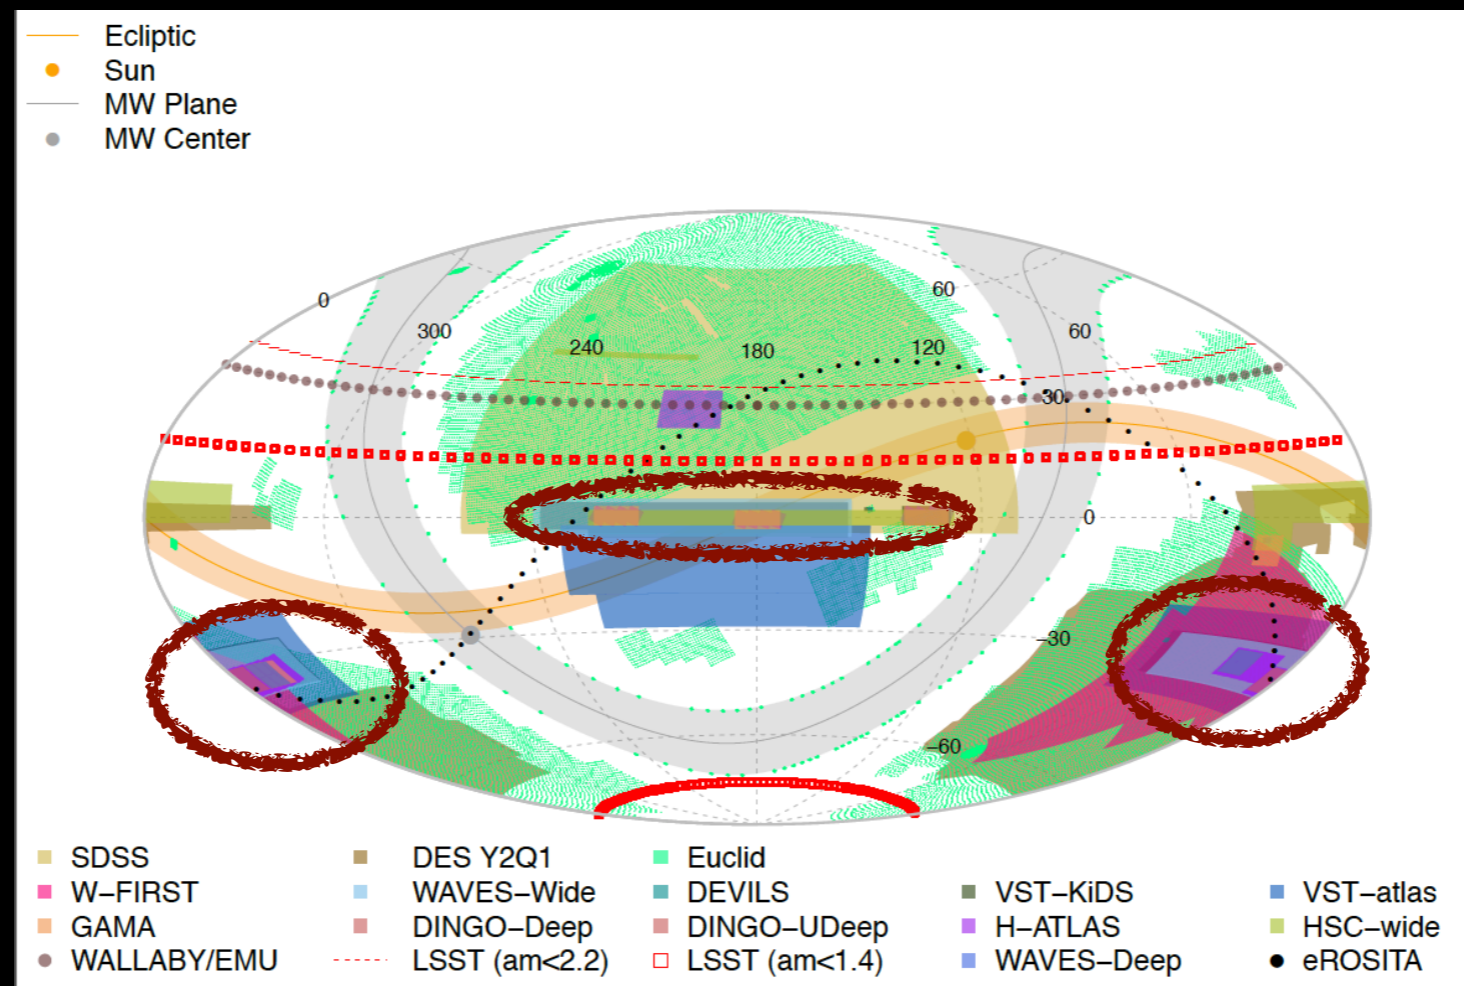 Ecliptic
Sun
MW Plane
MW Center
60
0
300
60
240
180
120
30
0
−30
−60
SDSS DES Y2Q1 Euclid
W−FIRST WAVES−Wide DEVILS VST−KiDS VST−atlas
GAMA DINGO−Deep DINGO−UDeep H−ATLAS HSC−wide
WALLABY/EMU LSST (am<2.2) LSST (am<1.4) WAVES−Deep eROSITA